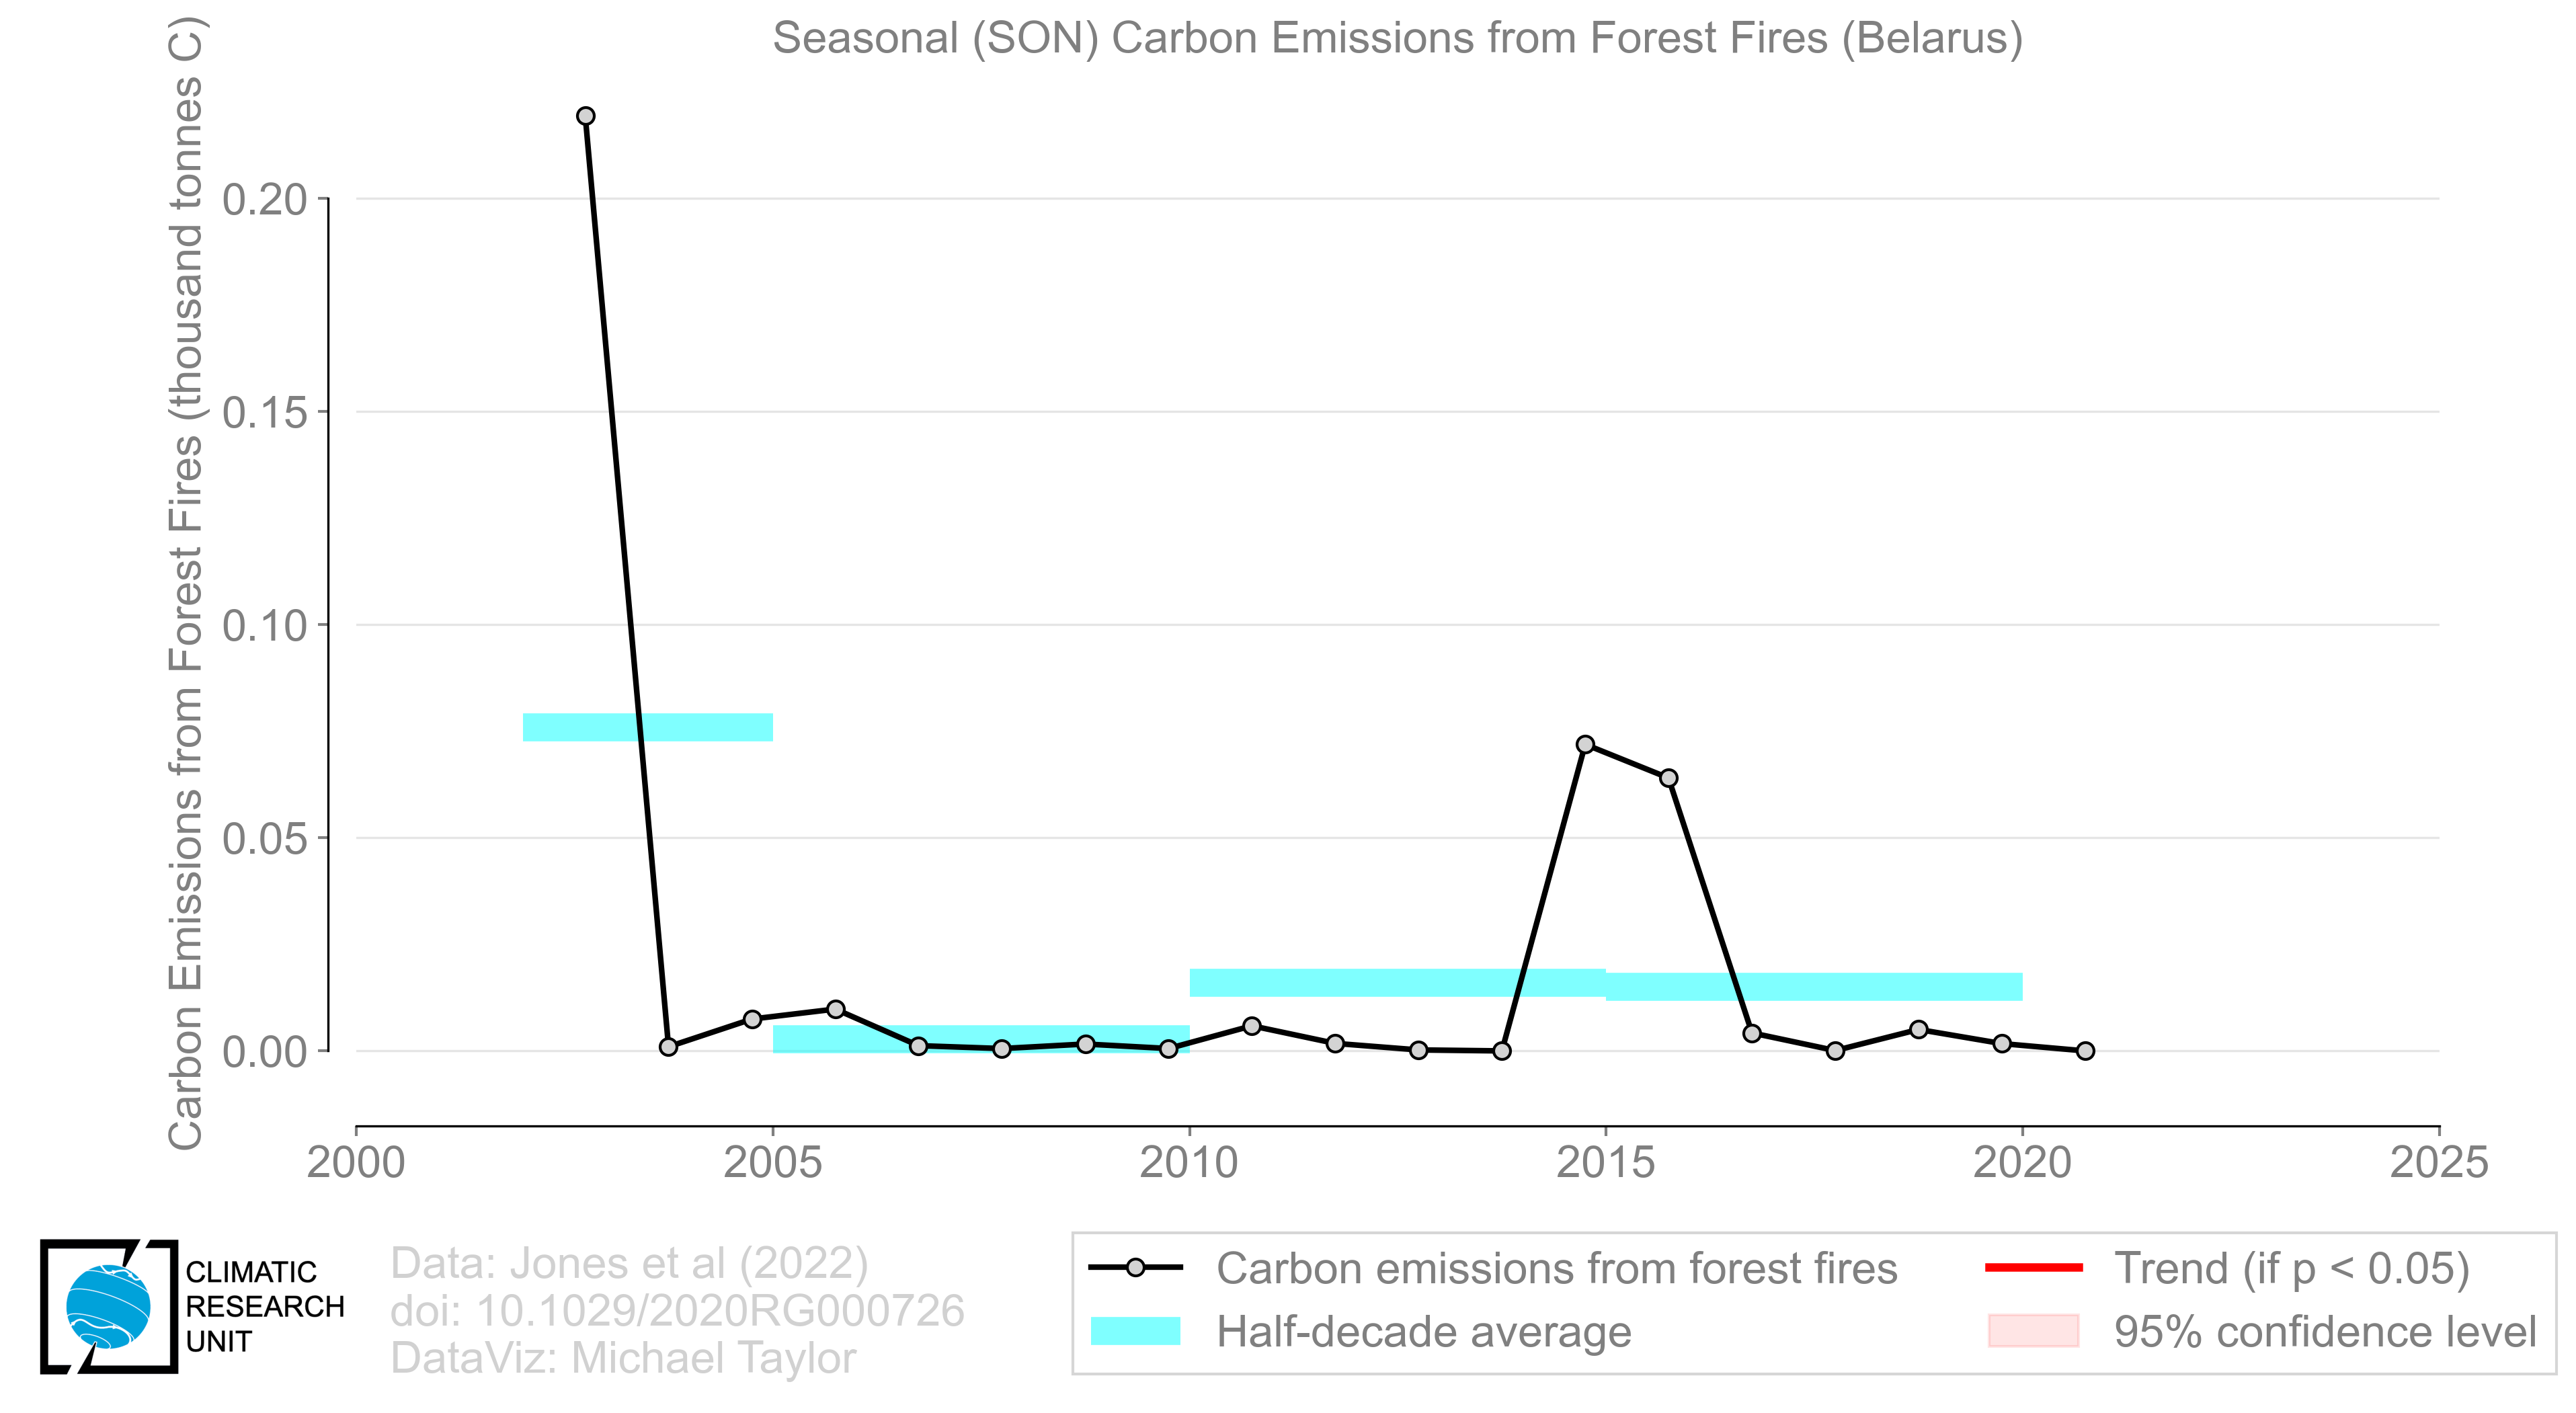 Seasonal (SON) Carbon Emissions from Forest Fires (Belarus)
Carbon Emissions from Forest Fires (thousand tonnes C)
0.20
0.15
0.10
0.05
0.00
2000 2005 2010 2015 2020 2025
CLIMATIC
RESEARCH
UNIT
Data: Jones et al (2022)
doi: 10.1029/2020RG000726
DataViz: Michael Taylor
Carbon emissions from forest fires
Half-decade average
Trend (if p < 0.05)
95% confidence level